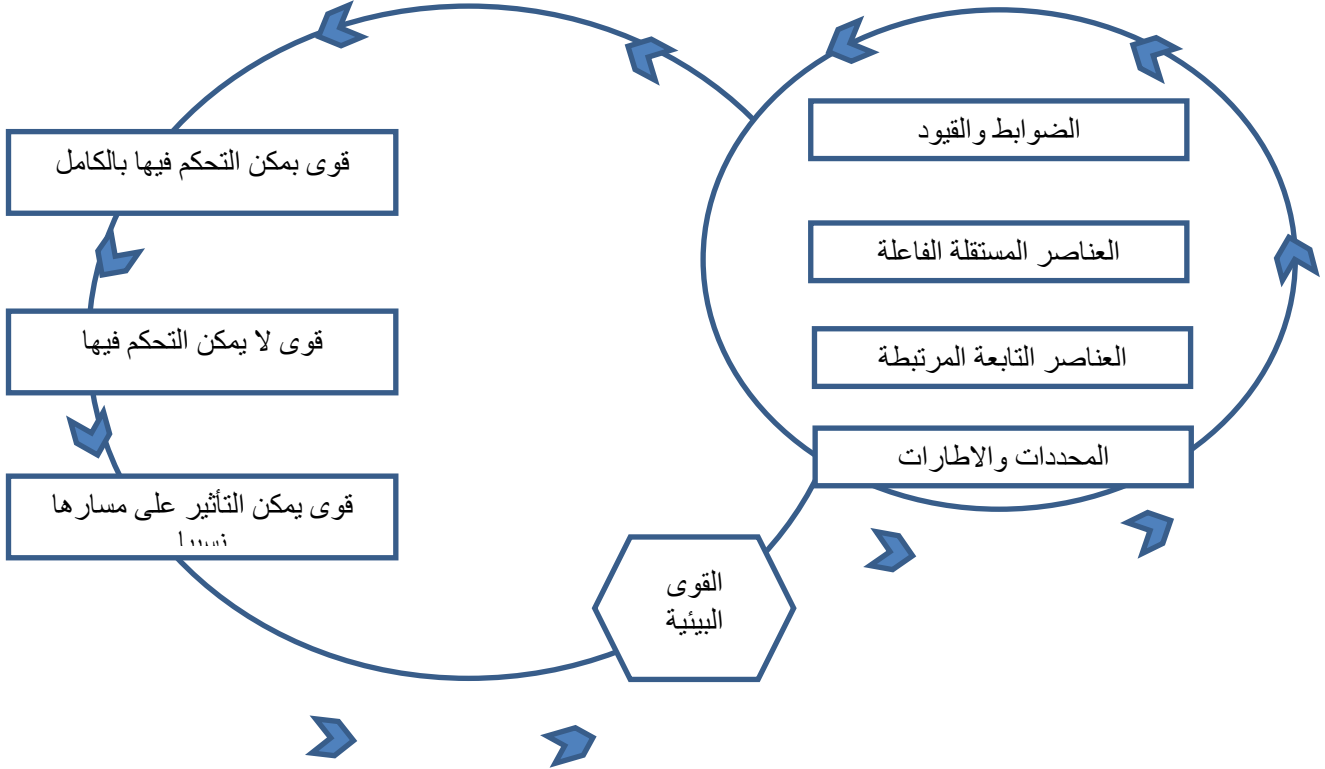 الضوابط والقيود
العناصر المستقلة الفاعلة
العناصر التابعة المرتبطة
المحددات والاطارات
قوى بمكن التحكم فيها بالكامل
قوى لا يمكن التحكم فيها
قوى يمكن التأثير على مسارها
القوى
البيئية